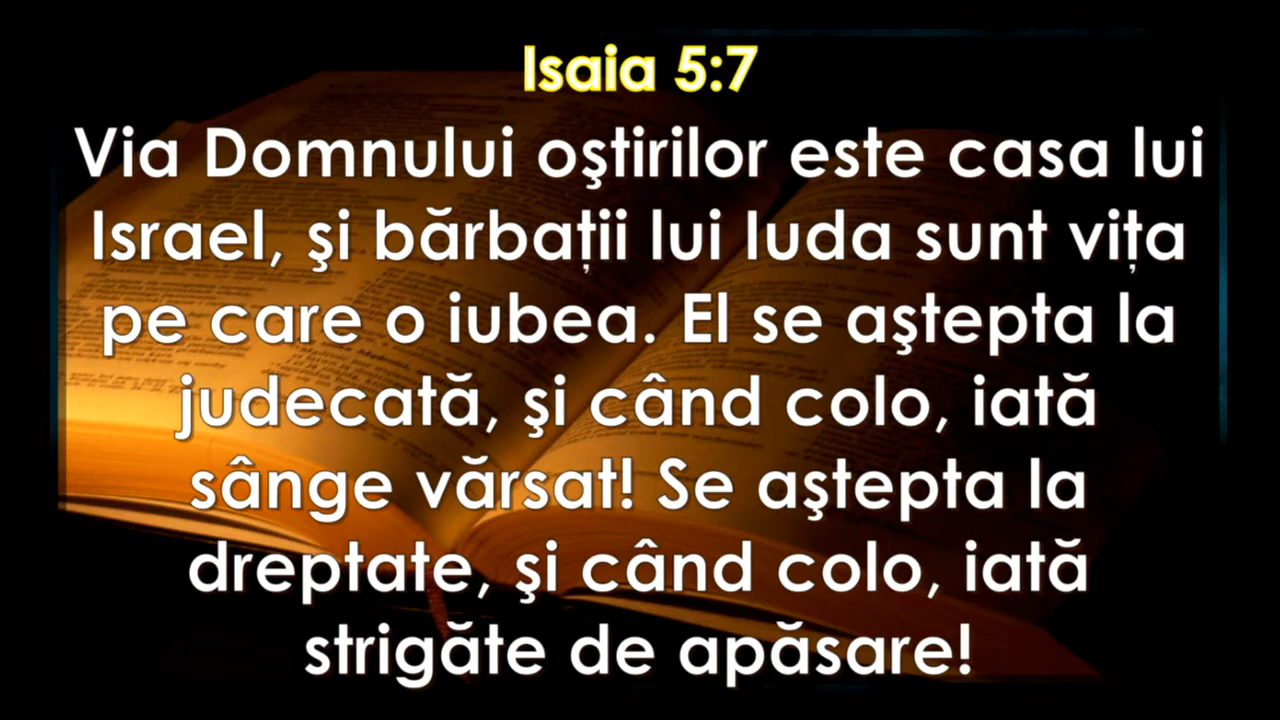 Isaia 5:7
Via Domnului oştirilor este casa lui
Israel, şi bărbaţii lui Iuda sunt viţa
pe care o iubea. El se aştepta la
judecată, şi când colo, iată
sânge vărsat! Se aştepta la
dreptate, şi când colo, iată
strigăte de apăsare!